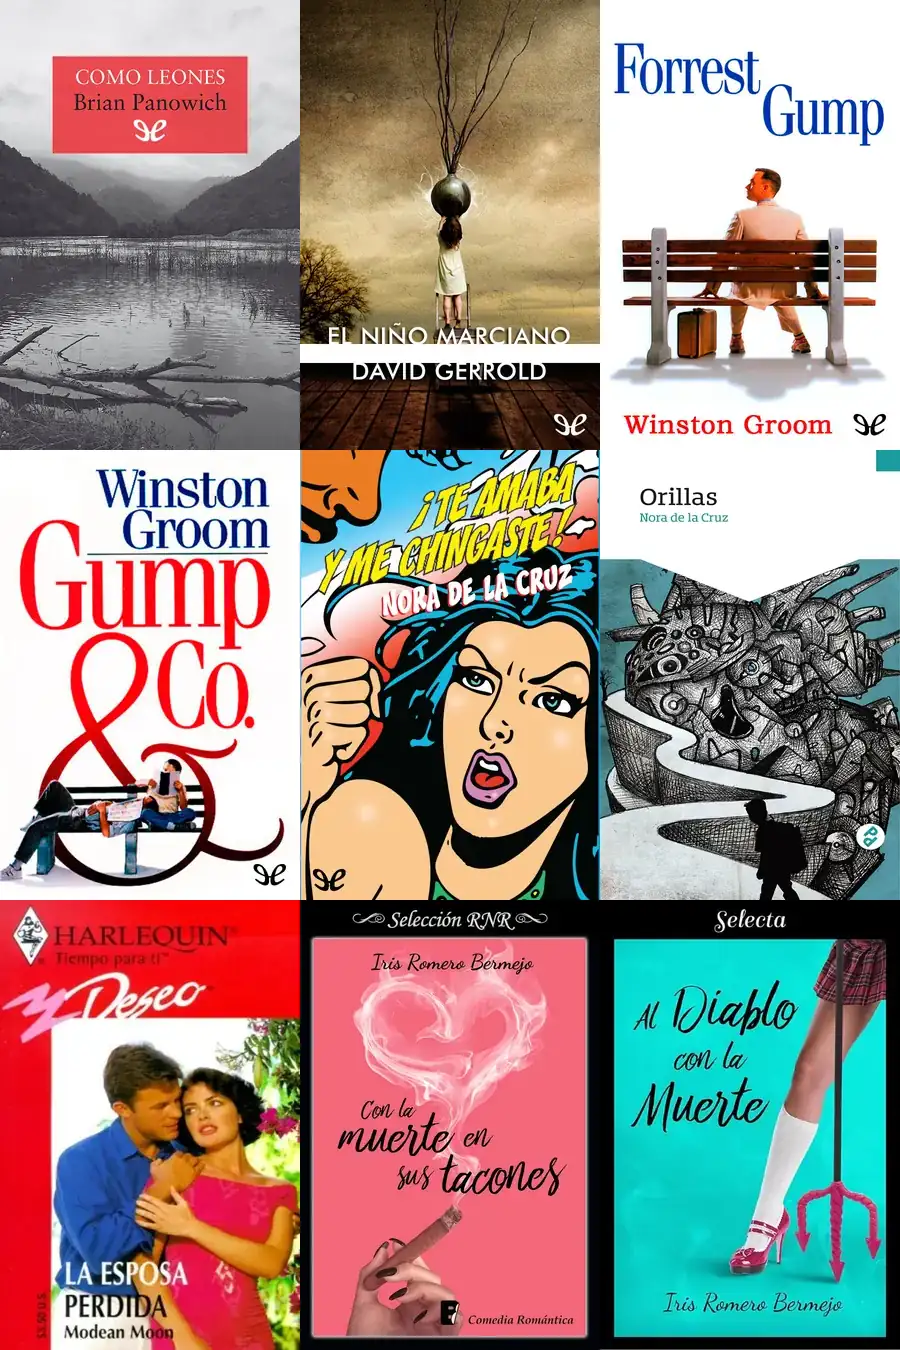 COMO LEONES
Brian Panowich
EL NIÑO MARCIANO
DAVID GERROLD
Forrest
Gump
Winston Groom
Winston
Groom
Gump
& Co.
¡TE AMABA
Y ME CHINGASTE!
NORA DE LA CRUZ
Orillas
Nora de la Cruz
HARLEQUIN®
Tiempo para ti™
Deseo
LA ESPOSA
PERDIDA
Modean Moon
Selección RNR
Iris Romero Bermejo
Con la
muerte en
sus tacones
Comedia Romántica
Selecta
Al Diablo
con la
Muerte
Iris Romero Bermejo